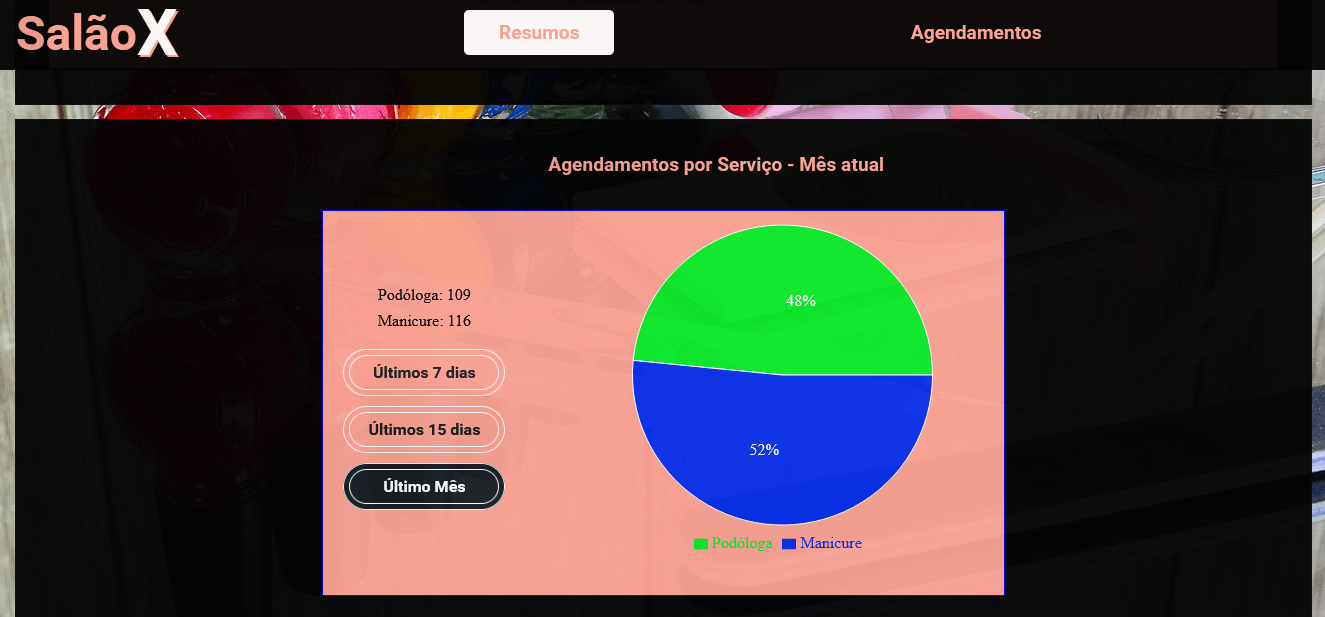 SalãoX
Resumos
Agendamentos
Agendamentos por Serviço - Mês atual
Podóloga: 109
Manicure: 116
Últimos 7 dias
Últimos 15 dias
Último Mês
48%
52%
Podóloga Manicure